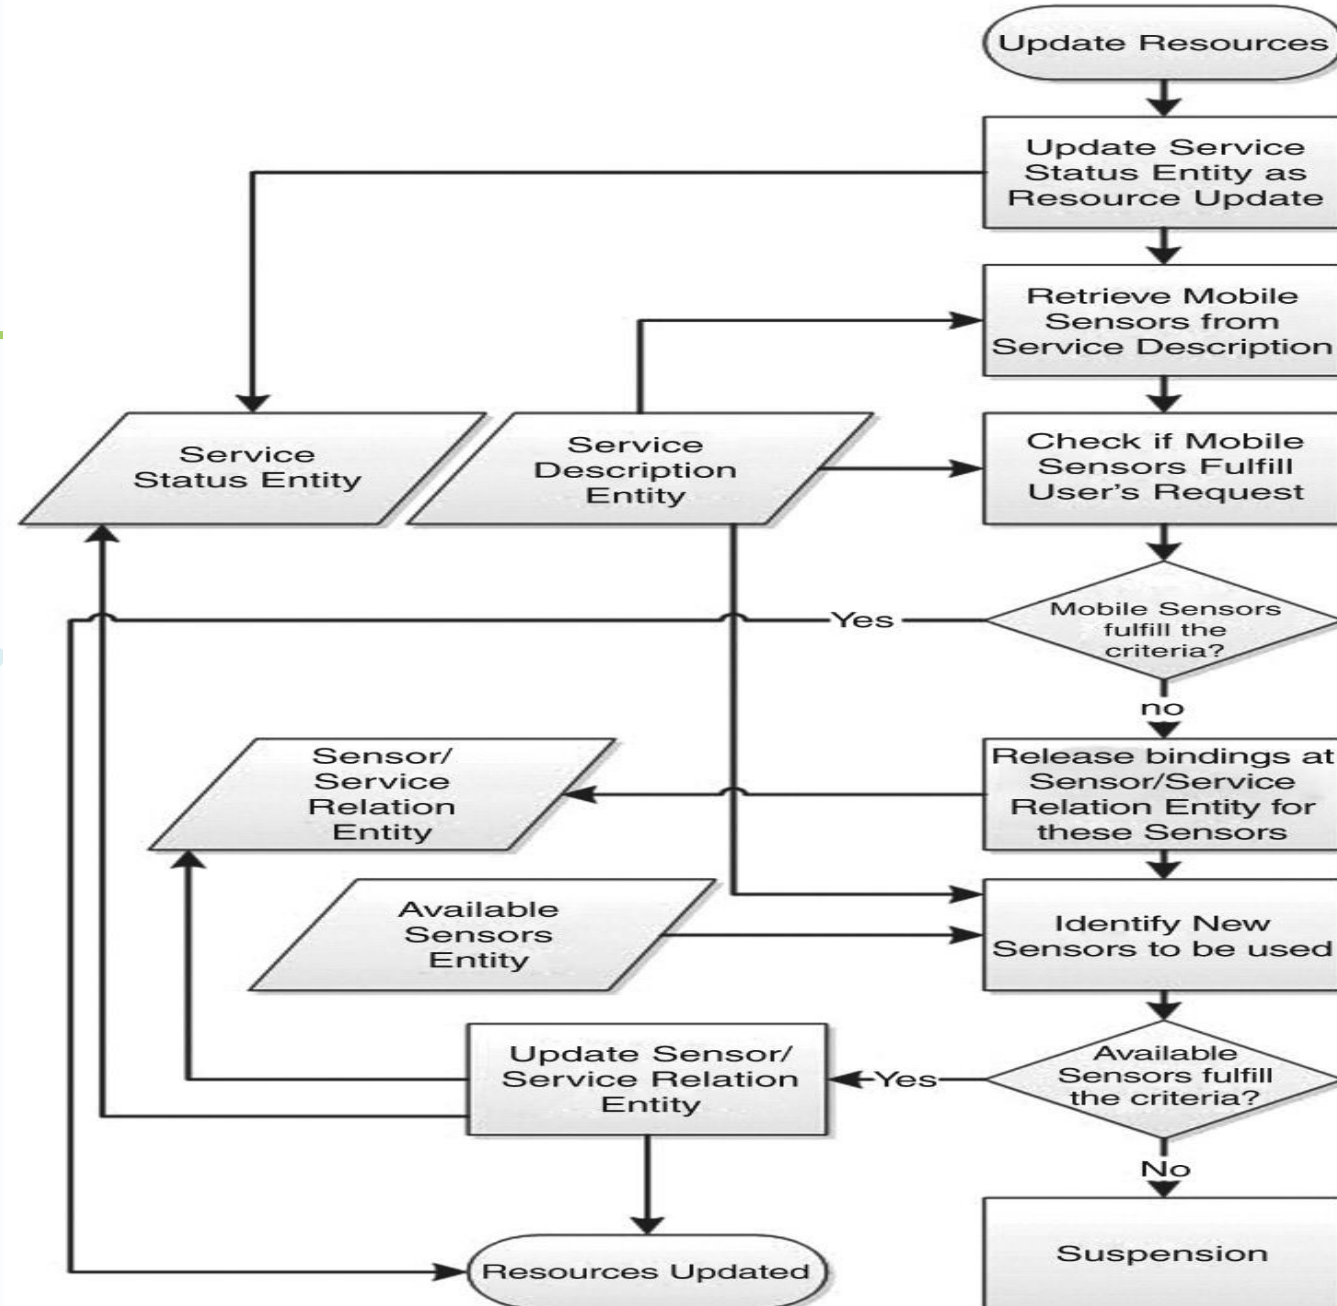 Update Resources
Update Service
Status Entity as
Resource Update
Retrieve Mobile
Sensors from
Service Description
Service
Status Entity
Service
Description
Entity
Check if Mobile
Sensors Fulfill
User's Request
Yes
Mobile Sensors
fulfill the
criteria?
no
Sensor/
Service
Relation
Entity
Release bindings at
Sensor/Service
Relation Entity for
these Sensors
Available
Sensors
Entity
Identify New
Sensors to be used
Update Sensor/
Service Relation
Entity
Yes
Available
Sensors fulfill
the criteria?
No
Resources Updated
Suspension